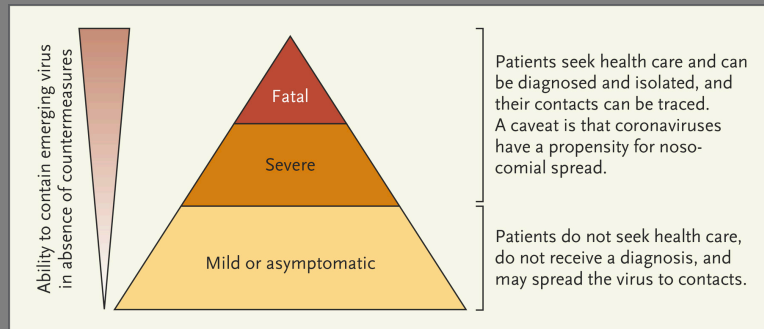 Ability to contain emerging virus
in absence of countermeasures
Fatal
Severe
Mild or asymptomatic
Patients seek health care and can
be diagnosed and isolated, and
their contacts can be traced.
A caveat is that coronaviruses
have a propensity for noso-
comial spread.
Patients do not seek health care,
do not receive a diagnosis, and
may spread the virus to contacts.